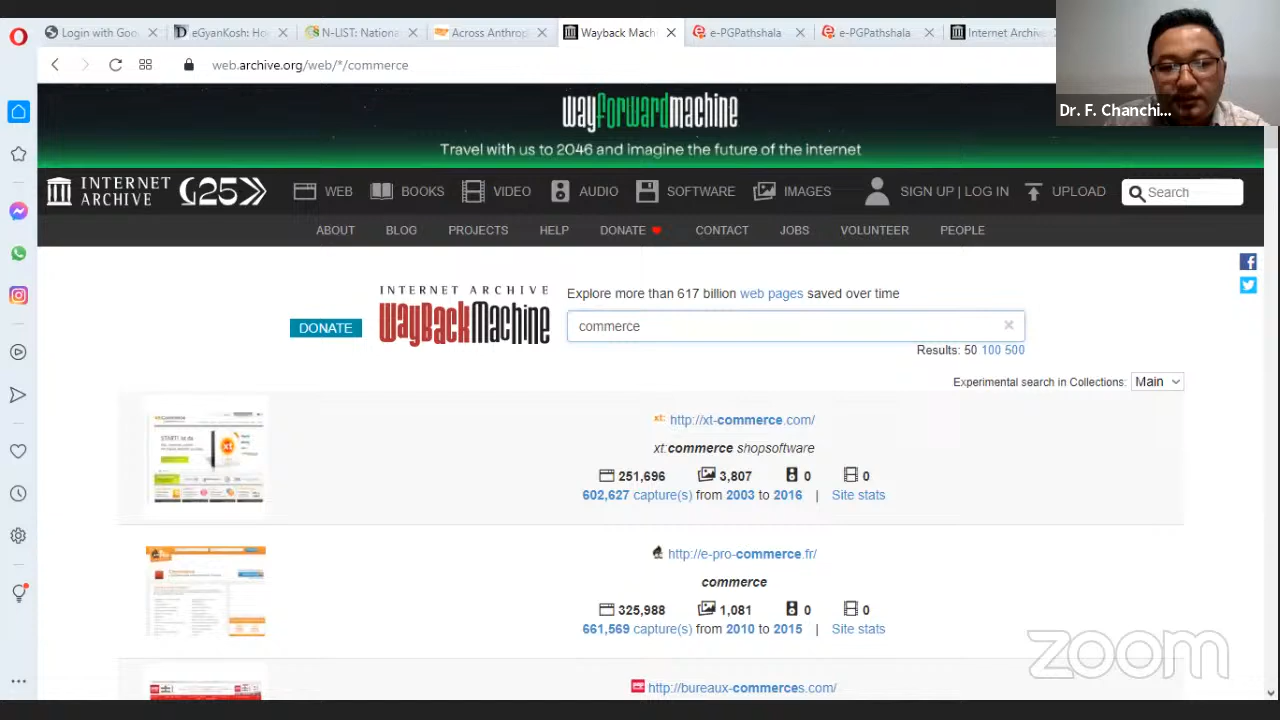 Login with Goo
eGyanKosh: Ho
N-LIST: Nationa
Across Anthrop
Wayback Mach
e-PGPathshala
e-PGPathshala
Internet Archiv
web.archive.org/web/*/commerce
Dr. F. Chanchi...
wayforwardmachine
Travel with us to 2046 and imagine the future of the internet
INTERNET ARCHIVE
25
WEB
BOOKS
VIDEO
AUDIO
SOFTWARE
IMAGES
SIGN UP | LOG IN
UPLOAD
Search
ABOUT
BLOG
PROJECTS
HELP
DONATE
CONTACT
JOBS
VOLUNTEER
PEOPLE
DONATE
INTERNET ARCHIVE
WayBackMachine
Explore more than 617 billion web pages saved over time
commerce
Results: 50 100 500
Experimental search in Collections: Main
xt: http://xt-commerce.com/
xt:commerce shopsoftware
251,696 3,807 0 0
602,627 capture(s) from 2003 to 2016 | Site stats
http://e-pro-commerce.fr/
commerce
325,988 1,081 0 0
661,569 capture(s) from 2010 to 2015 | Site stats
http://bureaux-commerces.com/
zoom